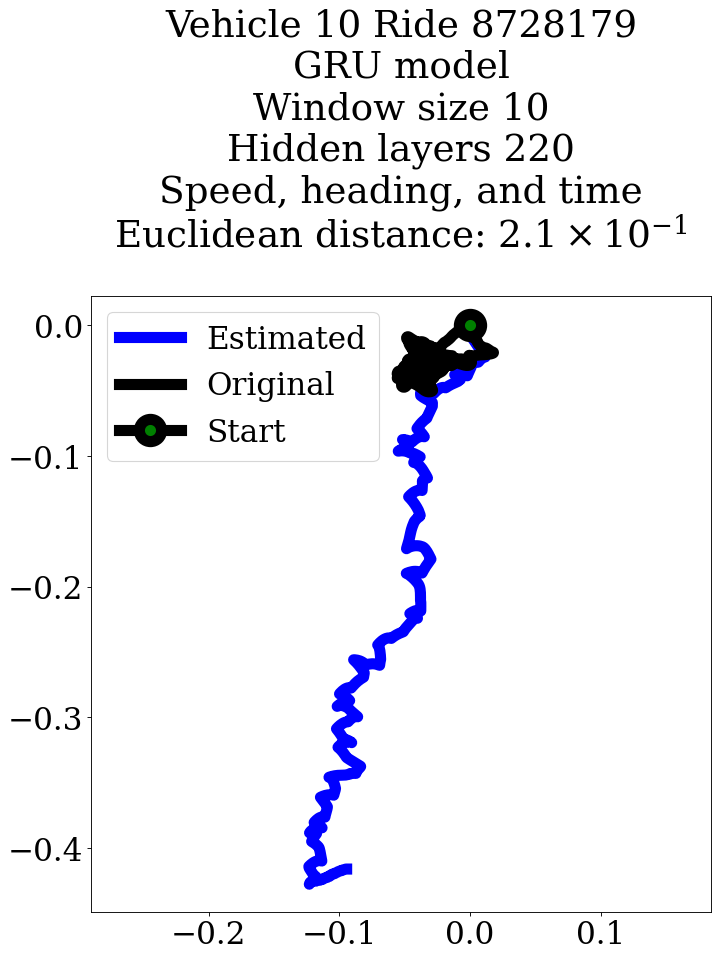 Vehicle 10 Ride 8728179
GRU model
Window size 10
Hidden layers 220
Speed, heading, and time
Euclidean distance: 2.1 × 10⁻¹
Estimated
Original
Start
0.0
−0.1
−0.2
−0.3
−0.4
−0.2 −0.1 0.0 0.1